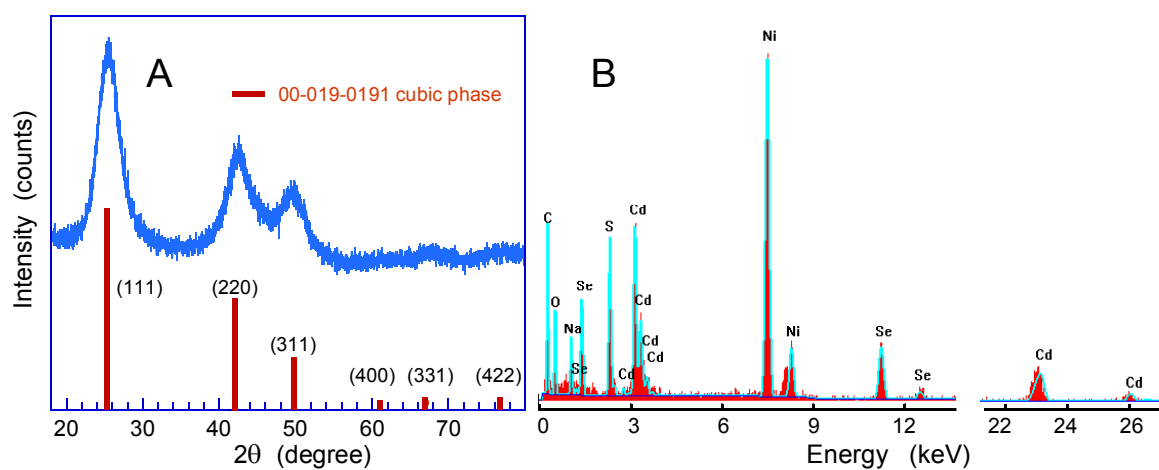 A
00-019-0191 cubic phase
Intensity (counts)
(111)
(220)
(311)
(400)
(331)
(422)
20 30 40 50 60 70
2θ (degree)
B
Ni
C
O
Na
Se
Se
S
Cd
Cd
Cd
Cd
Cd
Ni
Se
Se
Cd
Cd
0 3 6 9 12 22 24 26
Energy (keV)